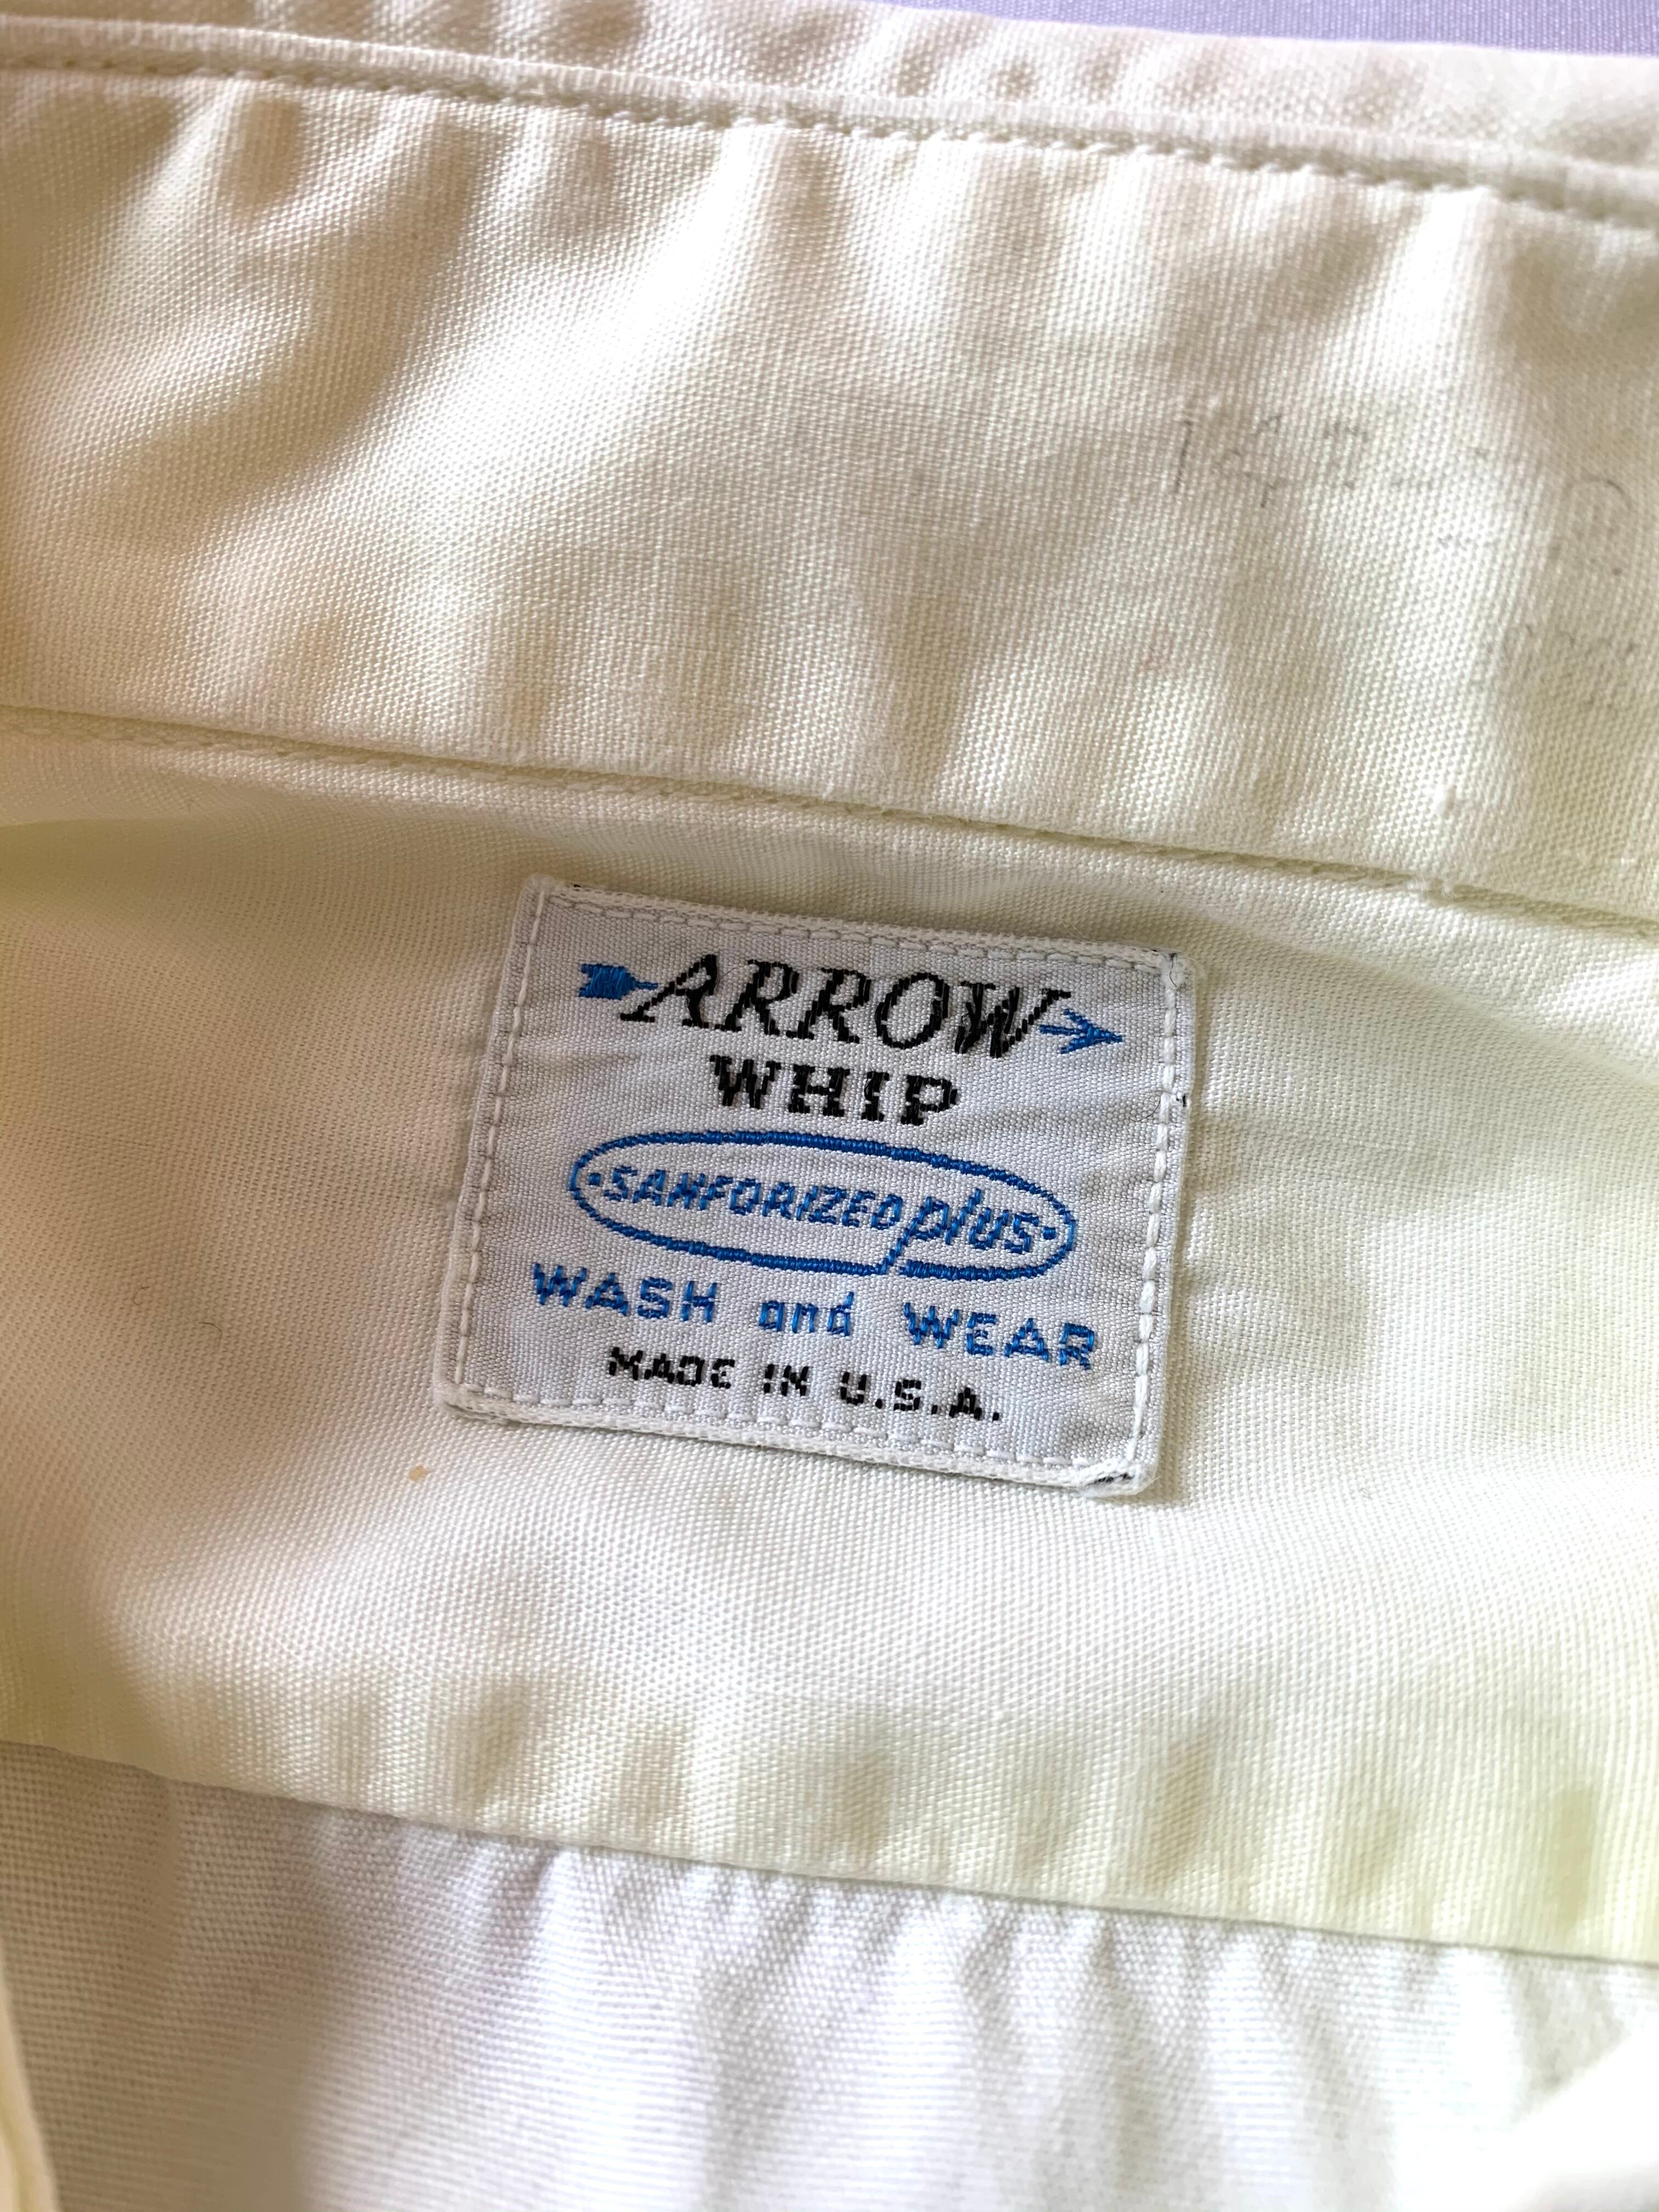 ARROW
WHIP
·SANFORIZED plus·
WASH and WEAR
MADE IN U.S.A.